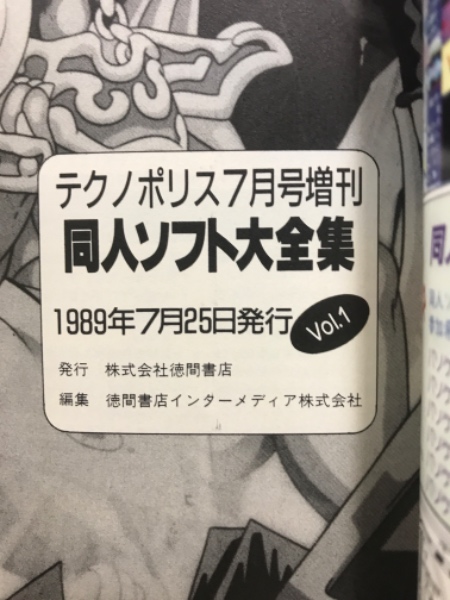 テクノポリス7月号増刊
同人ソフト大全集
1989年7月25日発行
Vol.1
発行 株式会社徳間書店
編集 徳間書店インターメディア株式会社